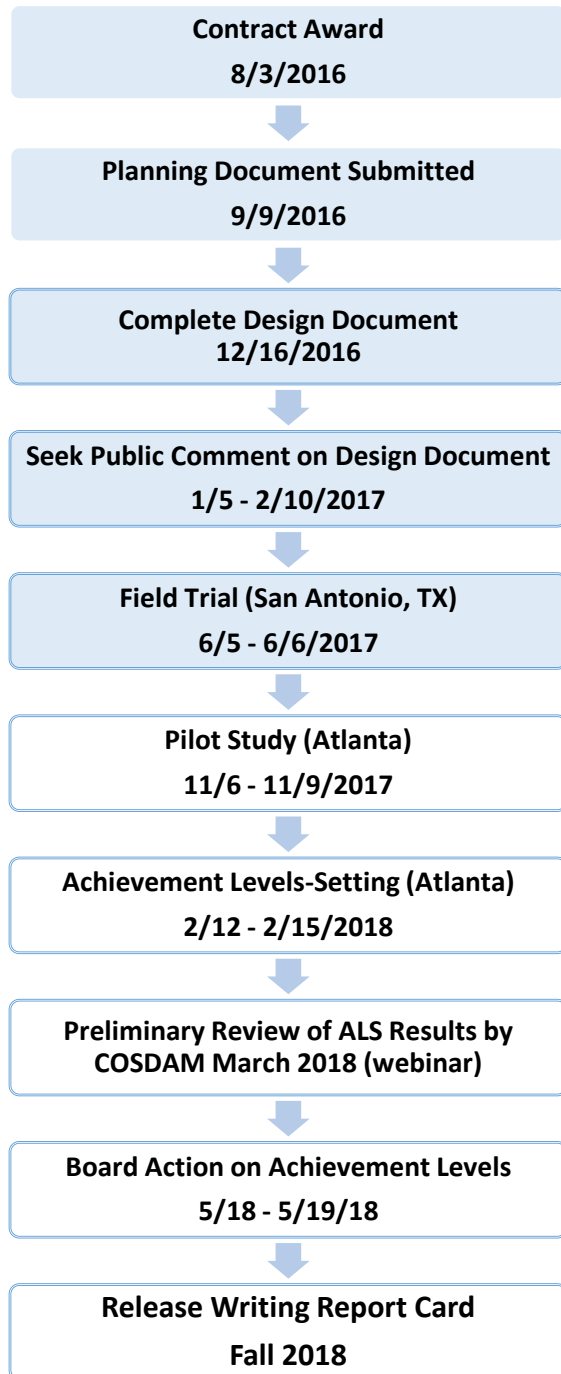 Contract Award
8/3/2016
Planning Document Submitted
9/9/2016
Complete Design Document
12/16/2016
Seek Public Comment on Design Document
1/5 - 2/10/2017
Field Trial (San Antonio, TX)
6/5 - 6/6/2017
Pilot Study (Atlanta)
11/6 - 11/9/2017
Achievement Levels-Setting (Atlanta)
2/12 - 2/15/2018
Preliminary Review of ALS Results by
COSDAM March 2018 (webinar)
Board Action on Achievement Levels
5/18 - 5/19/18
Release Writing Report Card
Fall 2018